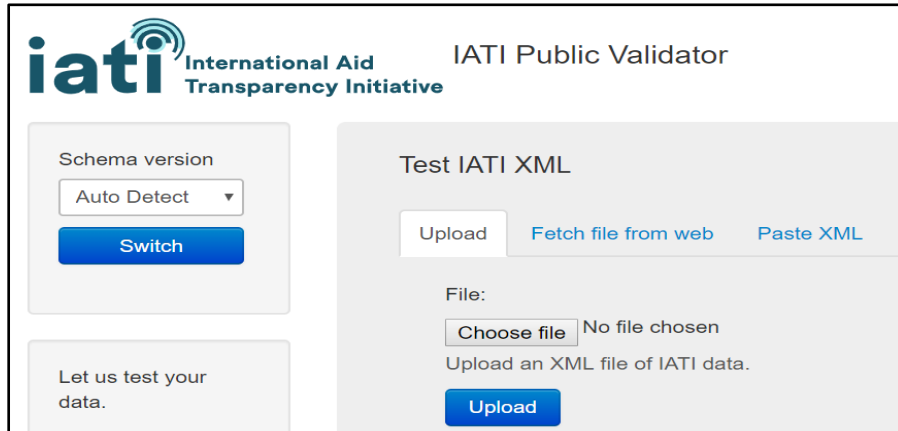 iati International Aid
Transparency Initiative
IATI Public Validator
Schema version
Auto Detect
Switch
Let us test your
data.
Test IATI XML
Upload Fetch file from web Paste XML
File:
Choose file No file chosen
Upload an XML file of IATI data.
Upload